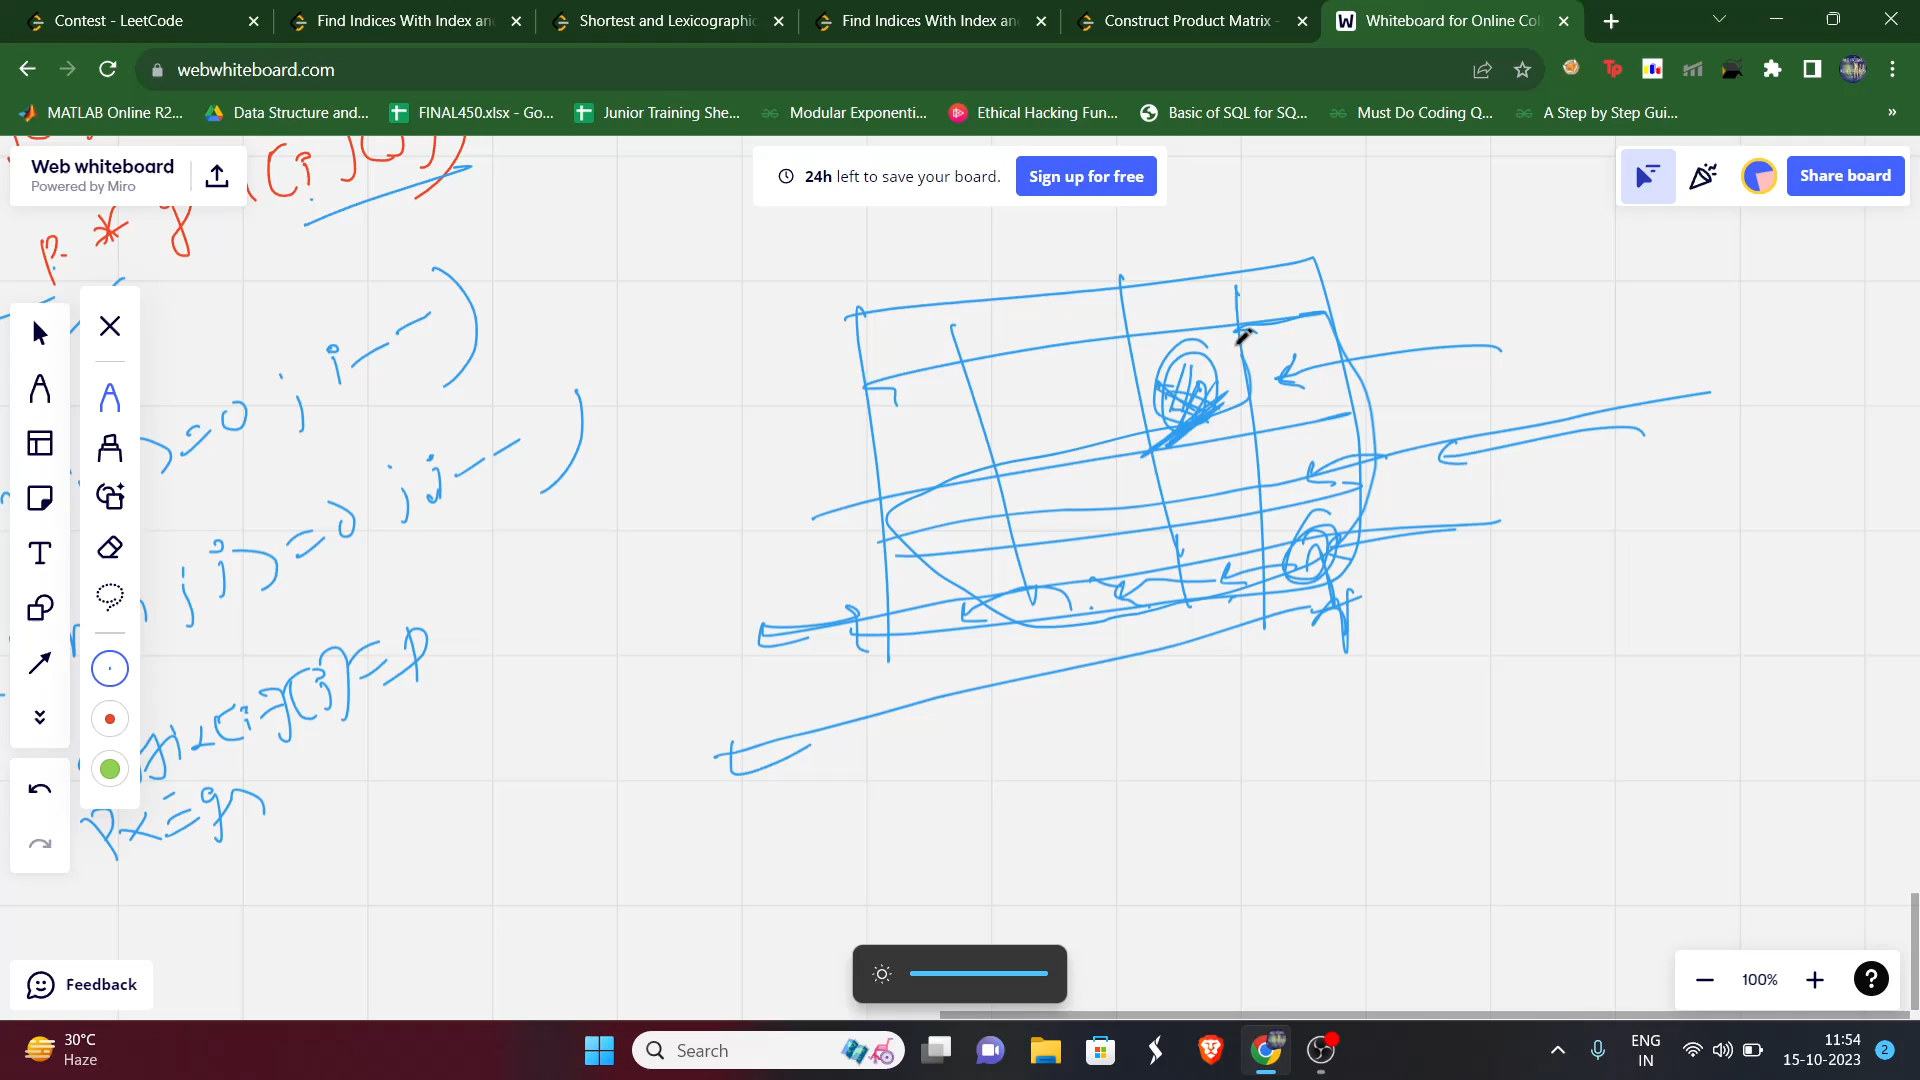 Contest - LeetCode
Find Indices With Index an
Shortest and Lexicographic
Find Indices With Index an
Construct Product Matrix -
Whiteboard for Online Col
webwhiteboard.com
MATLAB Online R2...
Data Structure and...
FINAL450.xlsx - Go...
Junior Training She...
Modular Exponenti...
Ethical Hacking Fun...
Basic of SQL for SQ...
Must Do Coding Q...
A Step by Step Gui...
»
Web whiteboard
Powered by Miro
24h left to save your board.
Sign up for free
Share board
>=0 ; i--)
; j>=0 ; j--)
[i][j]=p
Feedback
100%
30°C
Haze
Search
ENG
IN
11:54
15-10-2023
2